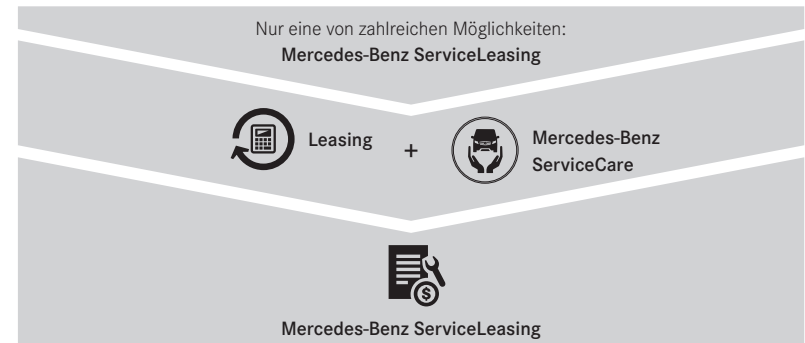 Nur eine von zahlreichen Möglichkeiten:
Mercedes-Benz ServiceLeasing
Leasing + Mercedes-Benz
ServiceCare
$
Mercedes-Benz ServiceLeasing